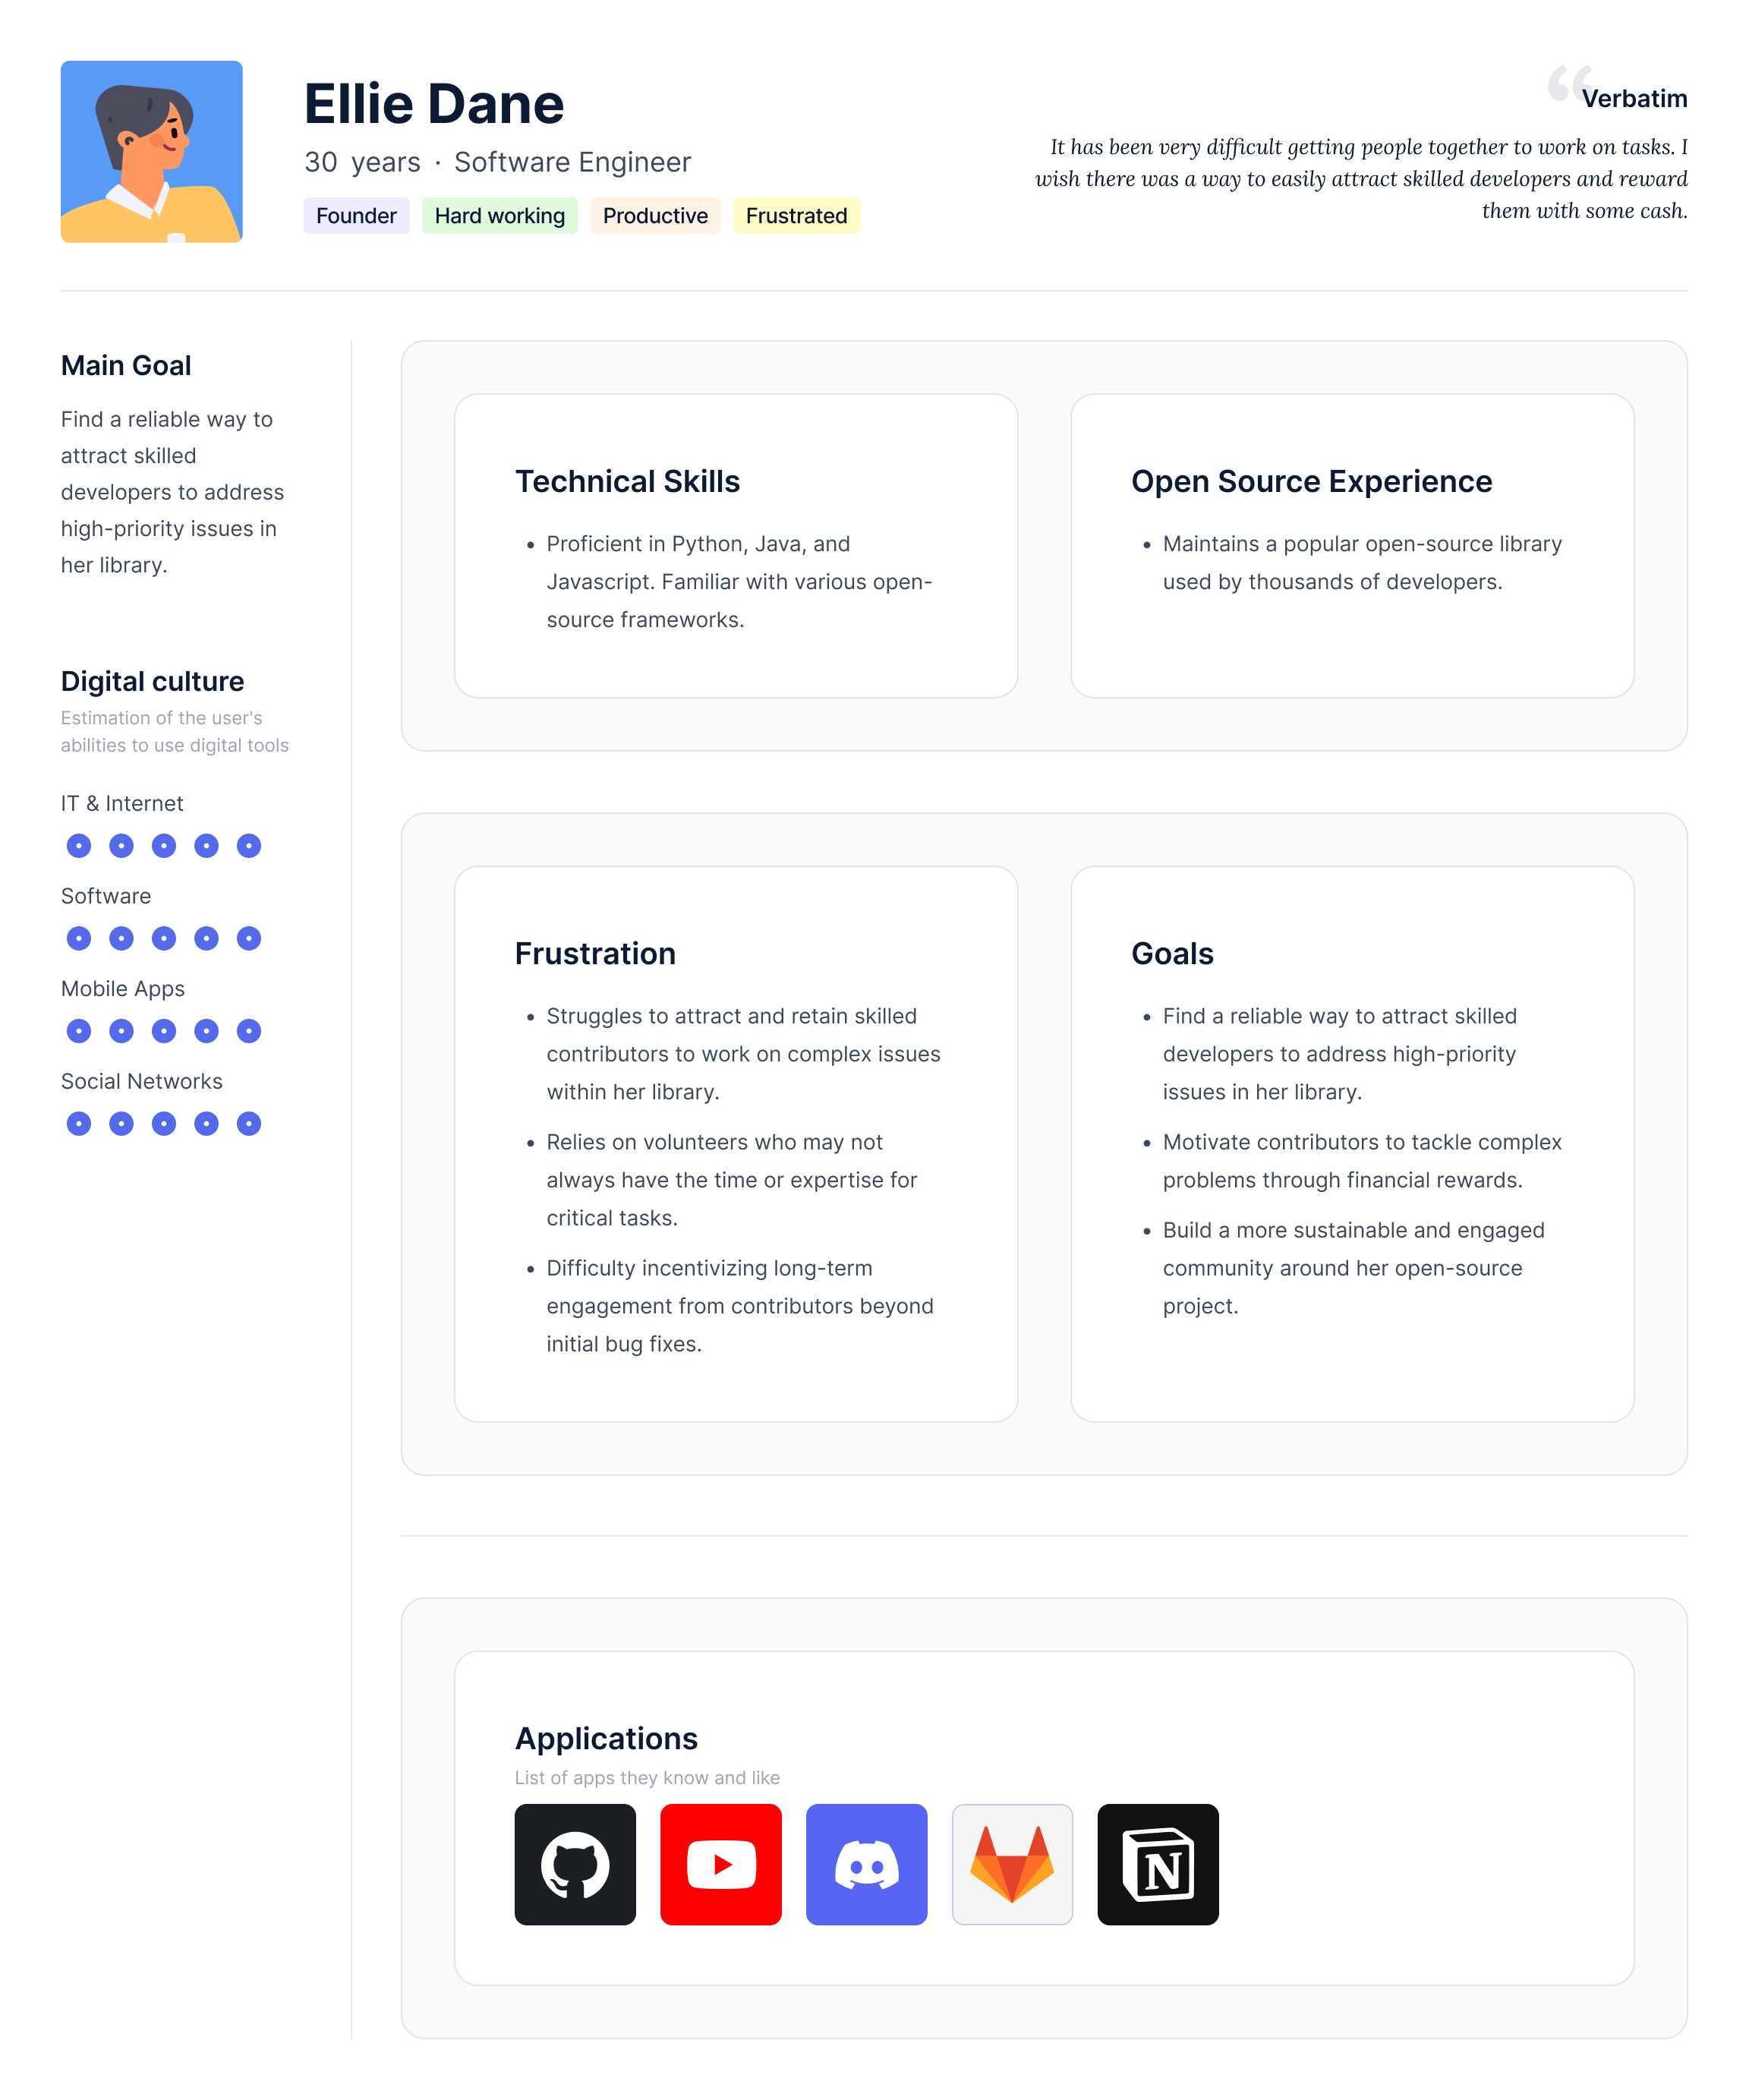 Ellie Dane
30 years · Software Engineer
Founder
Hard working
Productive
Frustrated
Verbatim
It has been very difficult getting people together to work on tasks. I
wish there was a way to easily attract skilled developers and reward
them with some cash.
Main Goal
Find a reliable way to
attract skilled
developers to address
high-priority issues in
her library.
Digital culture
Estimation of the user's
abilities to use digital tools
IT & Internet
Software
Mobile Apps
Social Networks
Technical Skills
• Proficient in Python, Java, and
Javascript. Familiar with various open-
source frameworks.
Open Source Experience
• Maintains a popular open-source library
used by thousands of developers.
Frustration
• Struggles to attract and retain skilled
contributors to work on complex issues
within her library.
• Relies on volunteers who may not
always have the time or expertise for
critical tasks.
• Difficulty incentivizing long-term
engagement from contributors beyond
initial bug fixes.
Goals
• Find a reliable way to attract skilled
developers to address high-priority
issues in her library.
• Motivate contributors to tackle complex
problems through financial rewards.
• Build a more sustainable and engaged
community around her open-source
project.
Applications
List of apps they know and like
N